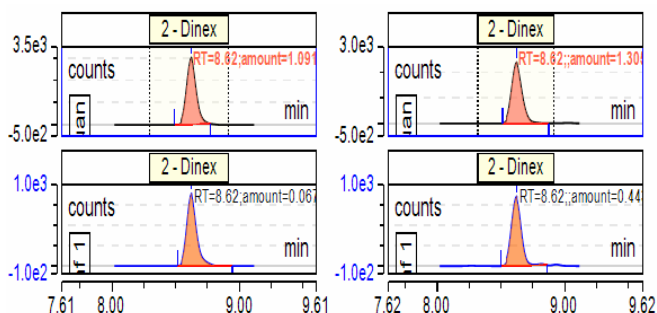 2 - Dinex
3.5e3
counts
RT=8.62;amount=1.091
min
-5.0e2
2 - Dinex
3.0e3
counts
RT=8.62;;amount=1.30
min
-5.0e2
2 - Dinex
1.0e3
counts
RT=8.62;amount=0.067
min
-1.0e2
7.61 8.00 9.00 9.61
2 - Dinex
1.0e3
counts
RT=8.62;;amount=0.44
min
-1.0e2
7.62 8.00 9.00 9.62